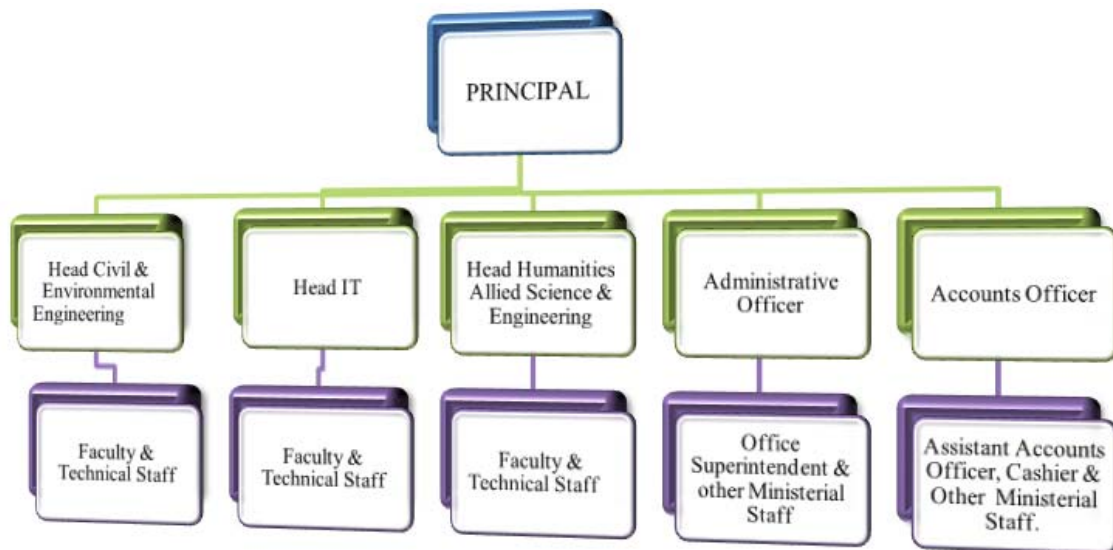 PRINCIPAL
Head Civil &
Environmental
Engineering
Head IT
Head Humanities
Allied Science &
Engineering
Administrative
Officer
Accounts Officer
Faculty &
Technical Staff
Faculty &
Technical Staff
Faculty &
Technical Staff
Office
Superintendent &
other Ministerial
Staff
Assistant Accounts
Officer, Cashier &
Other Ministerial
Staff.